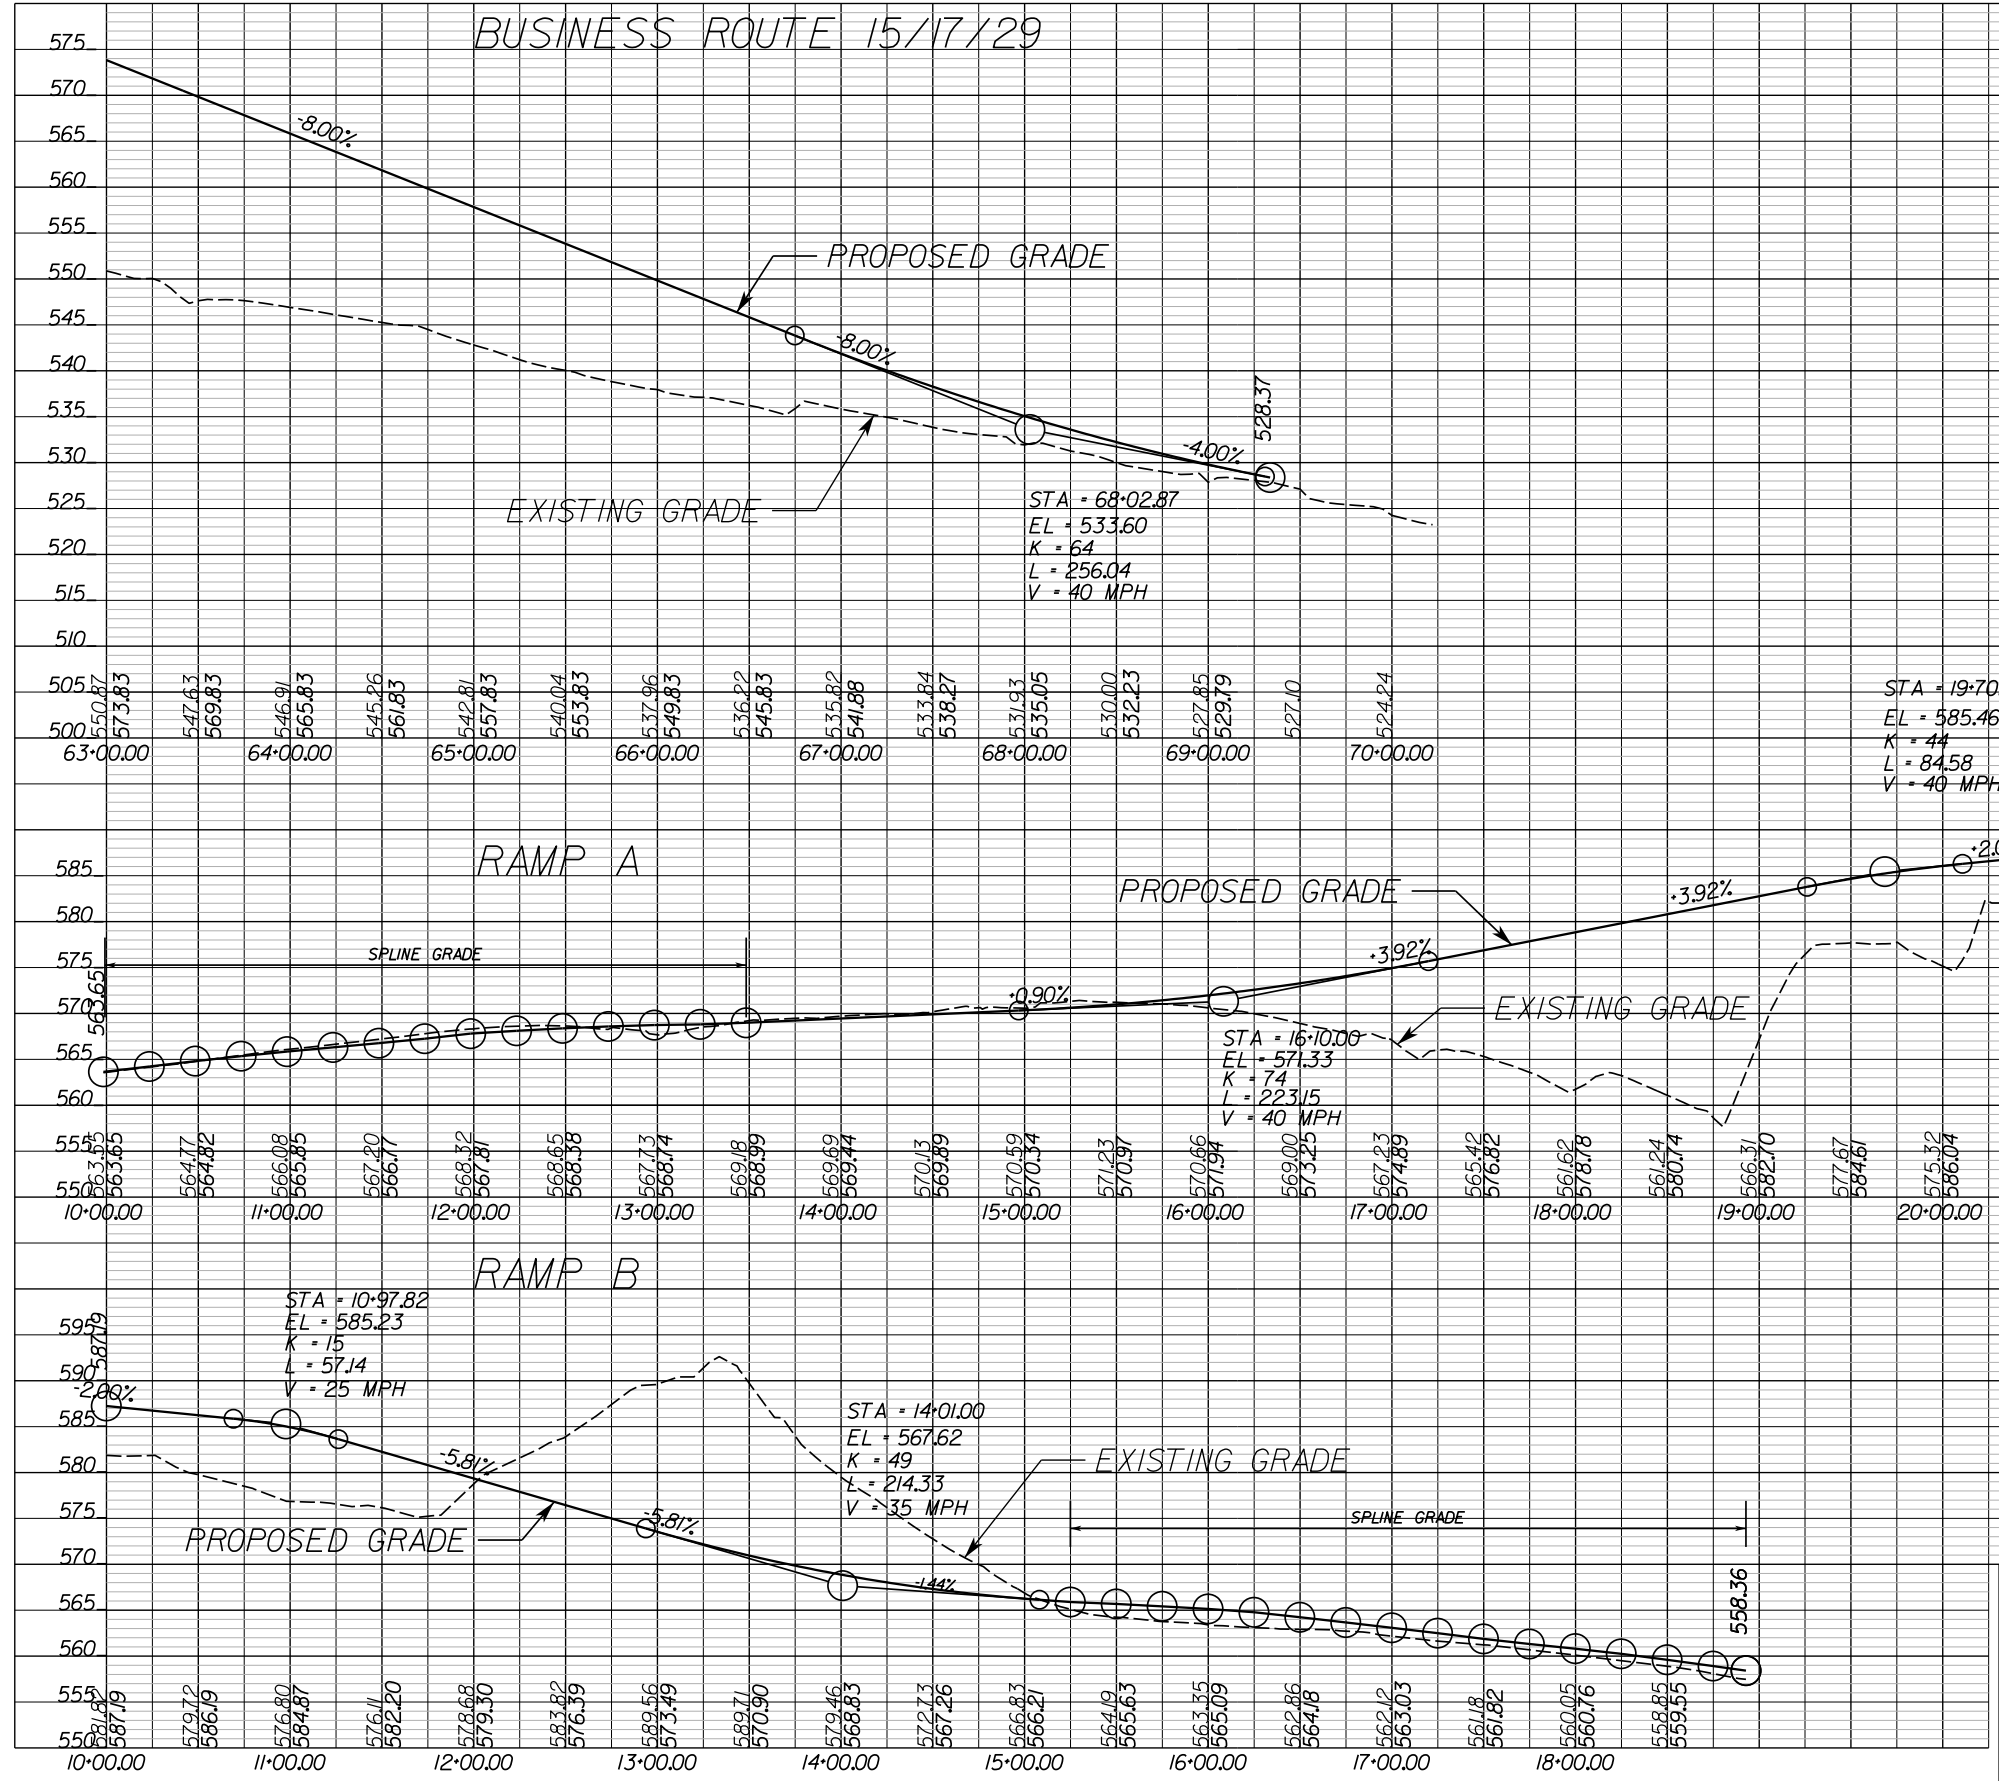 BUSINESS ROUTE 15/17/29
575
570
565
560
555
550
545
540
535
530
525
520
515
510
505
500
-8.00%
PROPOSED GRADE
-8.00%
528.37
-4.00%
EXISTING GRADE
STA = 68+02.87
EL = 533.60
K = 64
L = 256.04
V = 40 MPH
550.87 573.83
547.63 569.83
546.91 565.83
545.26 561.83
542.81 557.83
540.04 553.83
537.96 549.83
536.22 545.83
535.82 541.88
533.84 538.27
531.93 535.05
530.00 532.23
527.85 529.79
527.10
524.24
63+00.00 64+00.00 65+00.00 66+00.00 67+00.00 68+00.00 69+00.00 70+00.00
STA = 19+70
EL = 585.46
K = 44
L = 84.58
V = 40 MPH
RAMP A
585
580
575
570
565
560
555
550
SPLINE GRADE
563.65
PROPOSED GRADE
+0.90%
+3.92%
+3.92%
+2.0
EXISTING GRADE
STA = 16+10.00
EL = 571.33
K = 74
L = 223.15
V = 40 MPH
563.55 563.65
564.77 564.82
566.08 565.85
567.20 566.77
568.32 567.81
568.65 568.38
567.73 568.74
569.18 568.99
569.69 569.44
570.13 569.89
570.59 570.34
571.23 570.97
570.66 571.94
569.00 573.25
567.23 574.89
565.42 576.82
561.62 578.78
561.24 580.74
566.31 582.70
577.67 584.61
575.32 586.04
10+00.00 11+00.00 12+00.00 13+00.00 14+00.00 15+00.00 16+00.00 17+00.00 18+00.00 19+00.00 20+00.00
RAMP B
STA = 10+97.82
EL = 585.23
K = 15
L = 57.14
V = 25 MPH
595
590
585
580
575
570
565
560
555
550
587.19
-2.00%
-5.81%
PROPOSED GRADE
-5.81%
STA = 14+01.00
EL = 567.62
K = 49
L = 214.33
V = 35 MPH
-1.44%
EXISTING GRADE
SPLINE GRADE
558.36
581.87 587.19
579.72 586.19
576.80 584.87
576.11 582.20
578.68 579.30
583.82 576.39
589.56 573.49
589.71 570.90
579.46 568.83
572.73 567.26
566.83 566.21
564.19 565.63
563.35 565.09
562.86 564.18
562.12 563.03
561.18 561.82
560.05 560.76
558.85 559.55
10+00.00 11+00.00 12+00.00 13+00.00 14+00.00 15+00.00 16+00.00 17+00.00 18+00.00